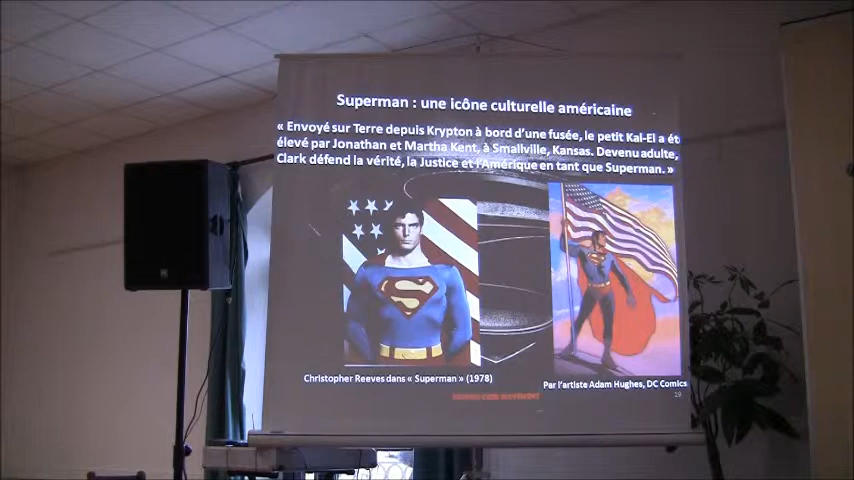 Superman : une icône culturelle américaine
« Envoyé sur Terre depuis Krypton à bord d'une fusée, le petit Kal-El a ét
élevé par Jonathan et Martha Kent, à Smallville, Kansas. Devenu adulte,
Clark défend la vérité, la Justice et l'Amérique en tant que Superman. »
Christopher Reeves dans « Superman » (1978)
Par l'artiste Adam Hughes, DC Comics
19